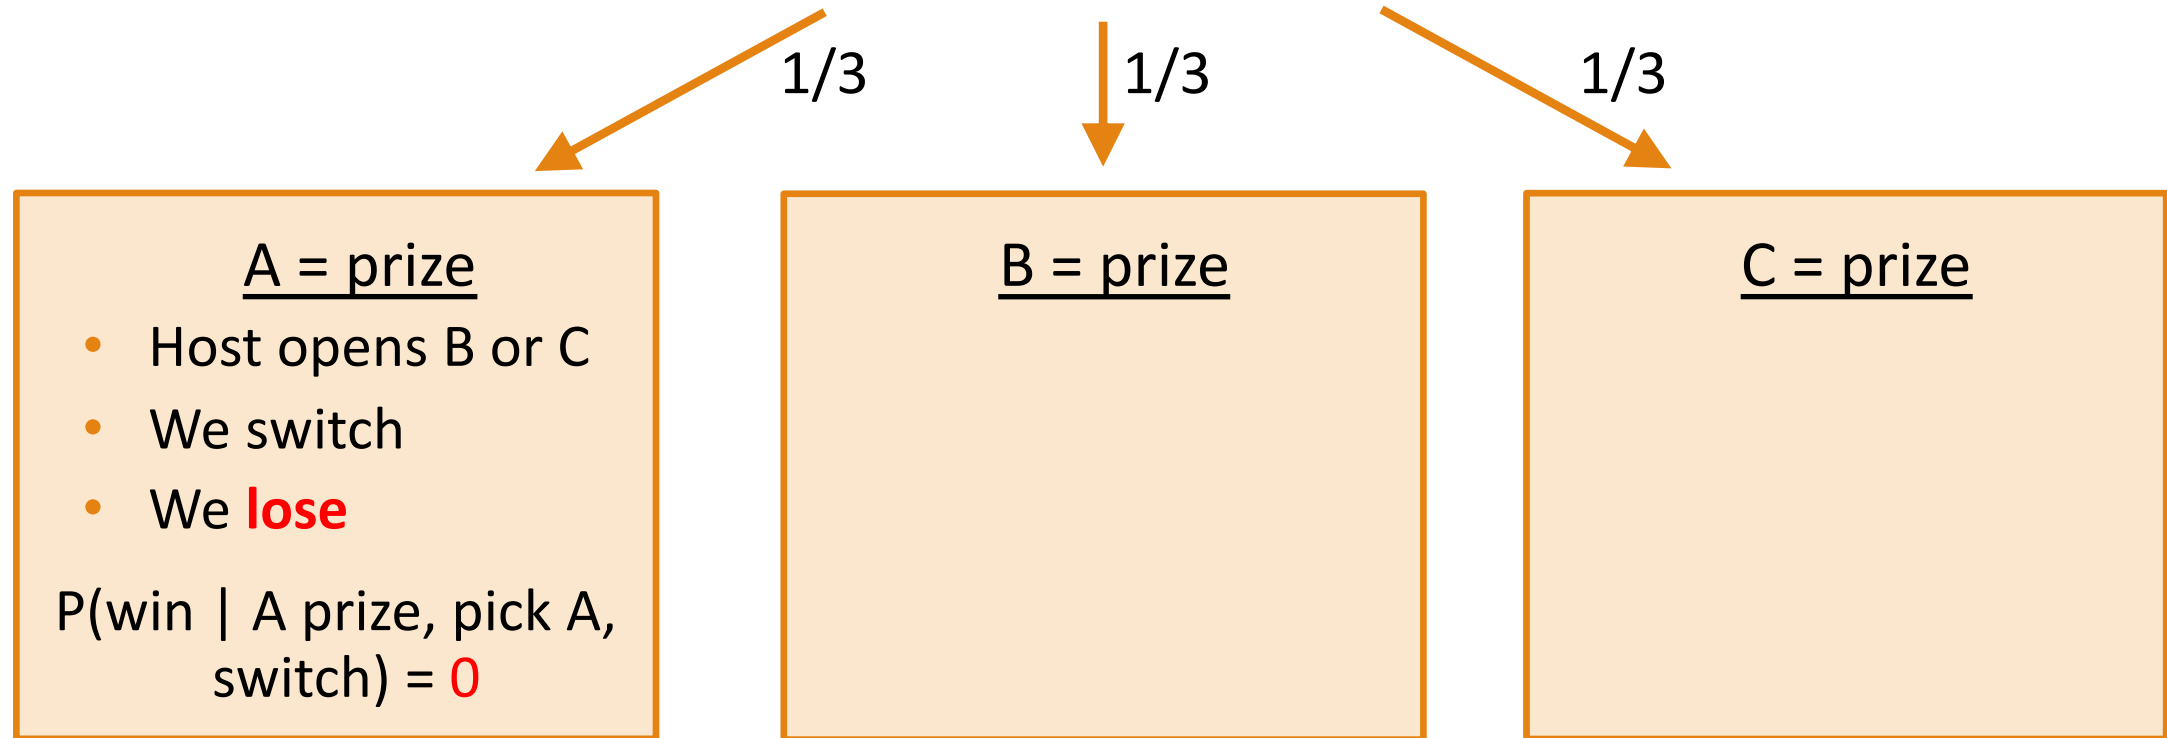 1/3
1/3
1/3
A = prize
• Host opens B or C
• We switch
• We lose
P(win | A prize, pick A,
switch) = 0
B = prize
C = prize